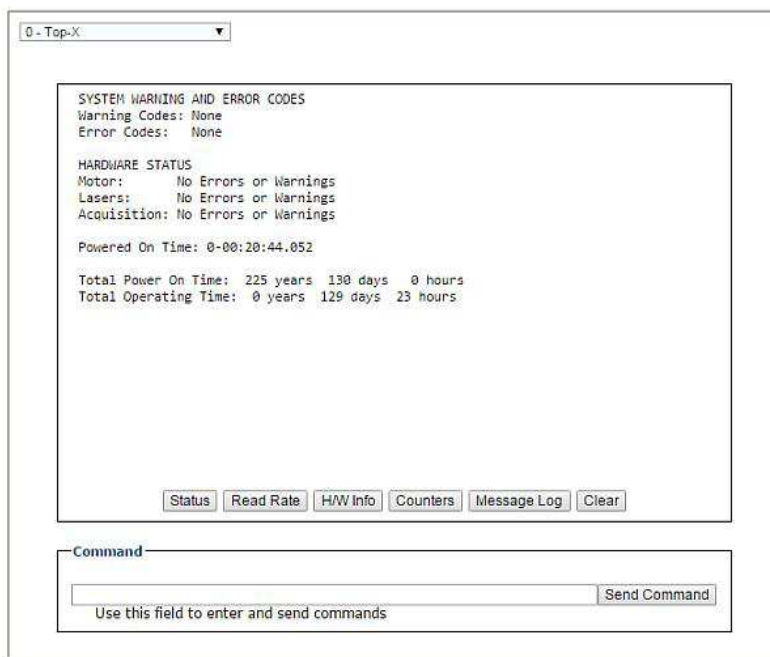 0 - Top-X
SYSTEM WARNING AND ERROR CODES
Warning Codes: None
Error Codes:   None
HARDWARE STATUS
Motor:       No Errors or Warnings
Lasers:      No Errors or Warnings
Acquisition: No Errors or Warnings
Powered On Time: 0-00:20:44.052
Total Power On Time:  225 years  130 days   0 hours
Total Operating Time:  0 years  129 days  23 hours
Status Read Rate H/W Info Counters Message Log Clear
Command
Send Command
Use this field to enter and send commands